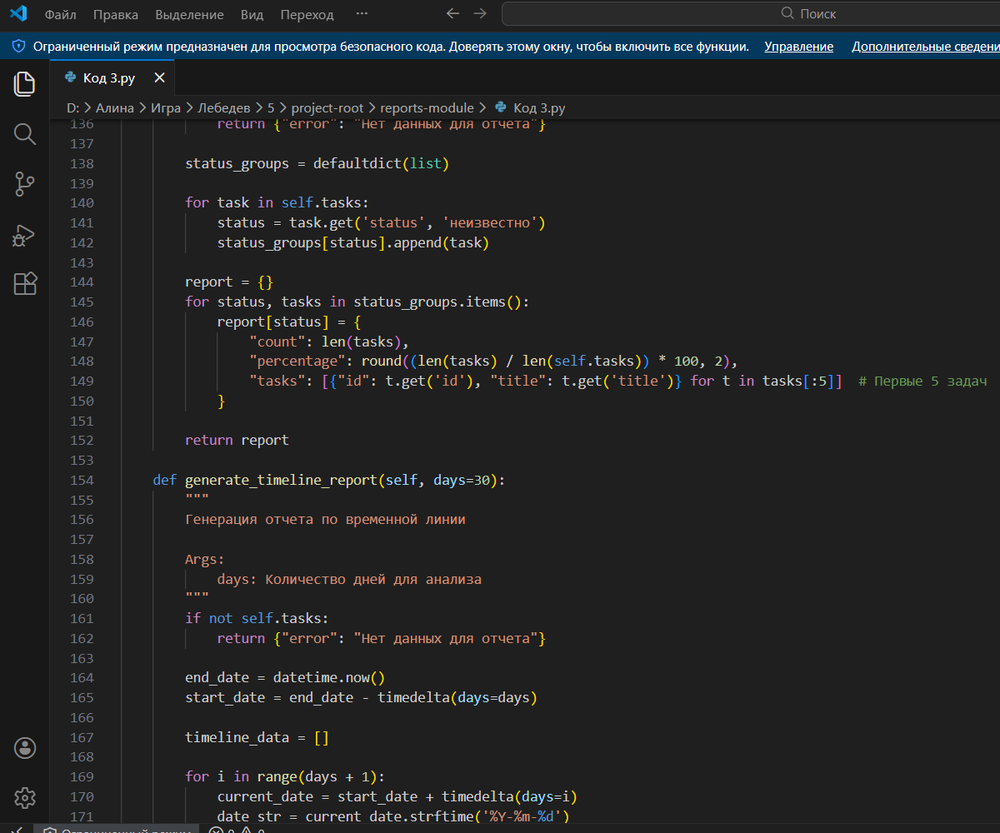 Файл Правка Выделение Вид Переход ··· Поиск
Ограниченный режим предназначен для просмотра безопасного кода. Доверять этому окну, чтобы включить все функции. Управление Дополнительные сведени
Код 3.py
D: > Алина > Игра > Лебедев > 5 > project-root > reports-module > Код 3.py
136 return {"error": "Нет данных для отчета"}
137
138 status_groups = defaultdict(list)
139
140 for task in self.tasks:
141 status = task.get('status', 'неизвестно')
142 status_groups[status].append(task)
143
144 report = {}
145 for status, tasks in status_groups.items():
146 report[status] = {
147 "count": len(tasks),
148 "percentage": round((len(tasks) / len(self.tasks)) * 100, 2),
149 "tasks": [{"id": t.get('id'), "title": t.get('title')} for t in tasks[:5]] # Первые 5 задач
150 }
151
152 return report
153
154 def generate_timeline_report(self, days=30):
155 """
156 Генерация отчета по временной линии
157
158 Args:
159 days: Количество дней для анализа
160 """
161 if not self.tasks:
162 return {"error": "Нет данных для отчета"}
163
164 end_date = datetime.now()
165 start_date = end_date - timedelta(days=days)
166
167 timeline_data = []
168
169 for i in range(days + 1):
170 current_date = start_date + timedelta(days=i)
171 date_str = current_date.strftime('%Y-%m-%d')
Ограниченный режим 0 0